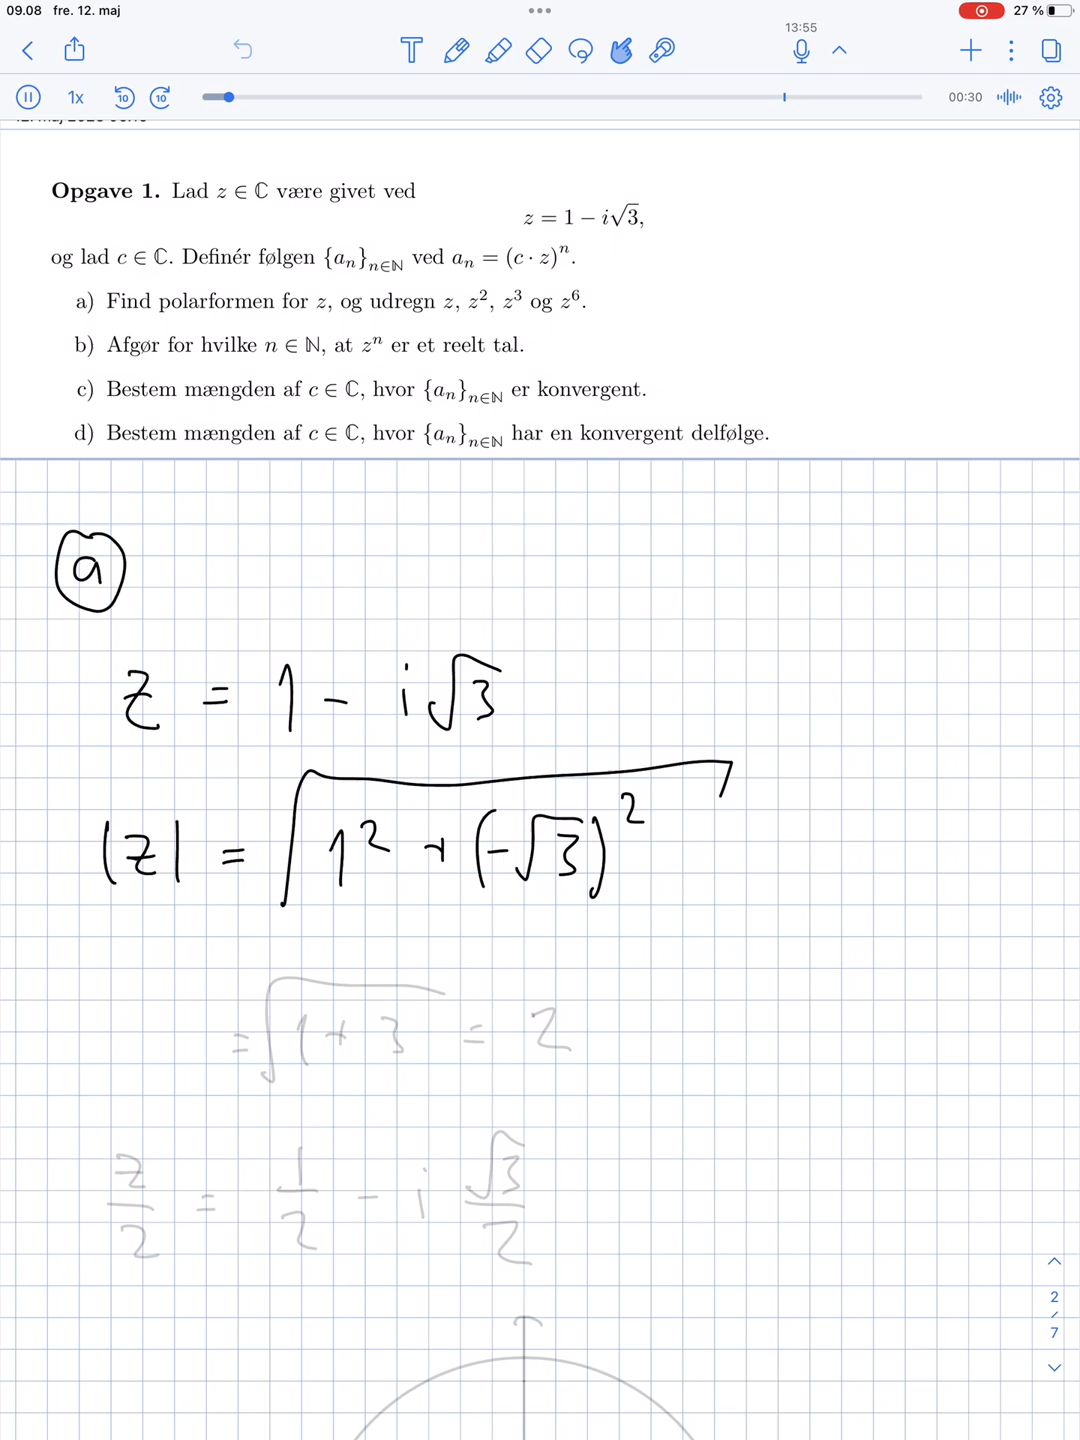 09.08 fre. 12. maj
27 %
T
13:55
1x
10
10
00:30
Opgave 1. Lad z ∈ ℂ være givet ved
z = 1 − i√3,
og lad c ∈ ℂ. Definér følgen {aₙ}ₙ∈ℕ ved aₙ = (c · z)ⁿ.
a) Find polarformen for z, og udregn z, z², z³ og z⁶.
b) Afgør for hvilke n ∈ ℕ, at zⁿ er et reelt tal.
c) Bestem mængden af c ∈ ℂ, hvor {aₙ}ₙ∈ℕ er konvergent.
d) Bestem mængden af c ∈ ℂ, hvor {aₙ}ₙ∈ℕ har en konvergent delfølge.
a
z = 1 − i√3
|z| = √(1² + (−√3)²)
= √(1 + 3) = 2
z/2 = 1/2 − i √3/2
2
/
7